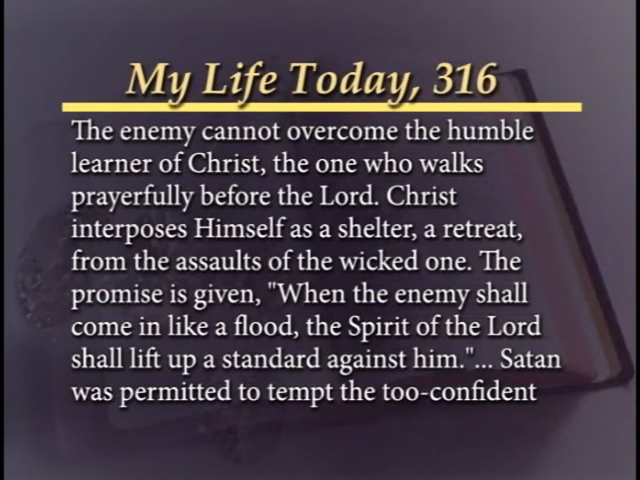 My Life Today, 316
The enemy cannot overcome the humble
learner of Christ, the one who walks
prayerfully before the Lord. Christ
interposes Himself as a shelter, a retreat,
from the assaults of the wicked one. The
promise is given, "When the enemy shall
come in like a flood, the Spirit of the Lord
shall lift up a standard against him."... Satan
was permitted to tempt the too-confident